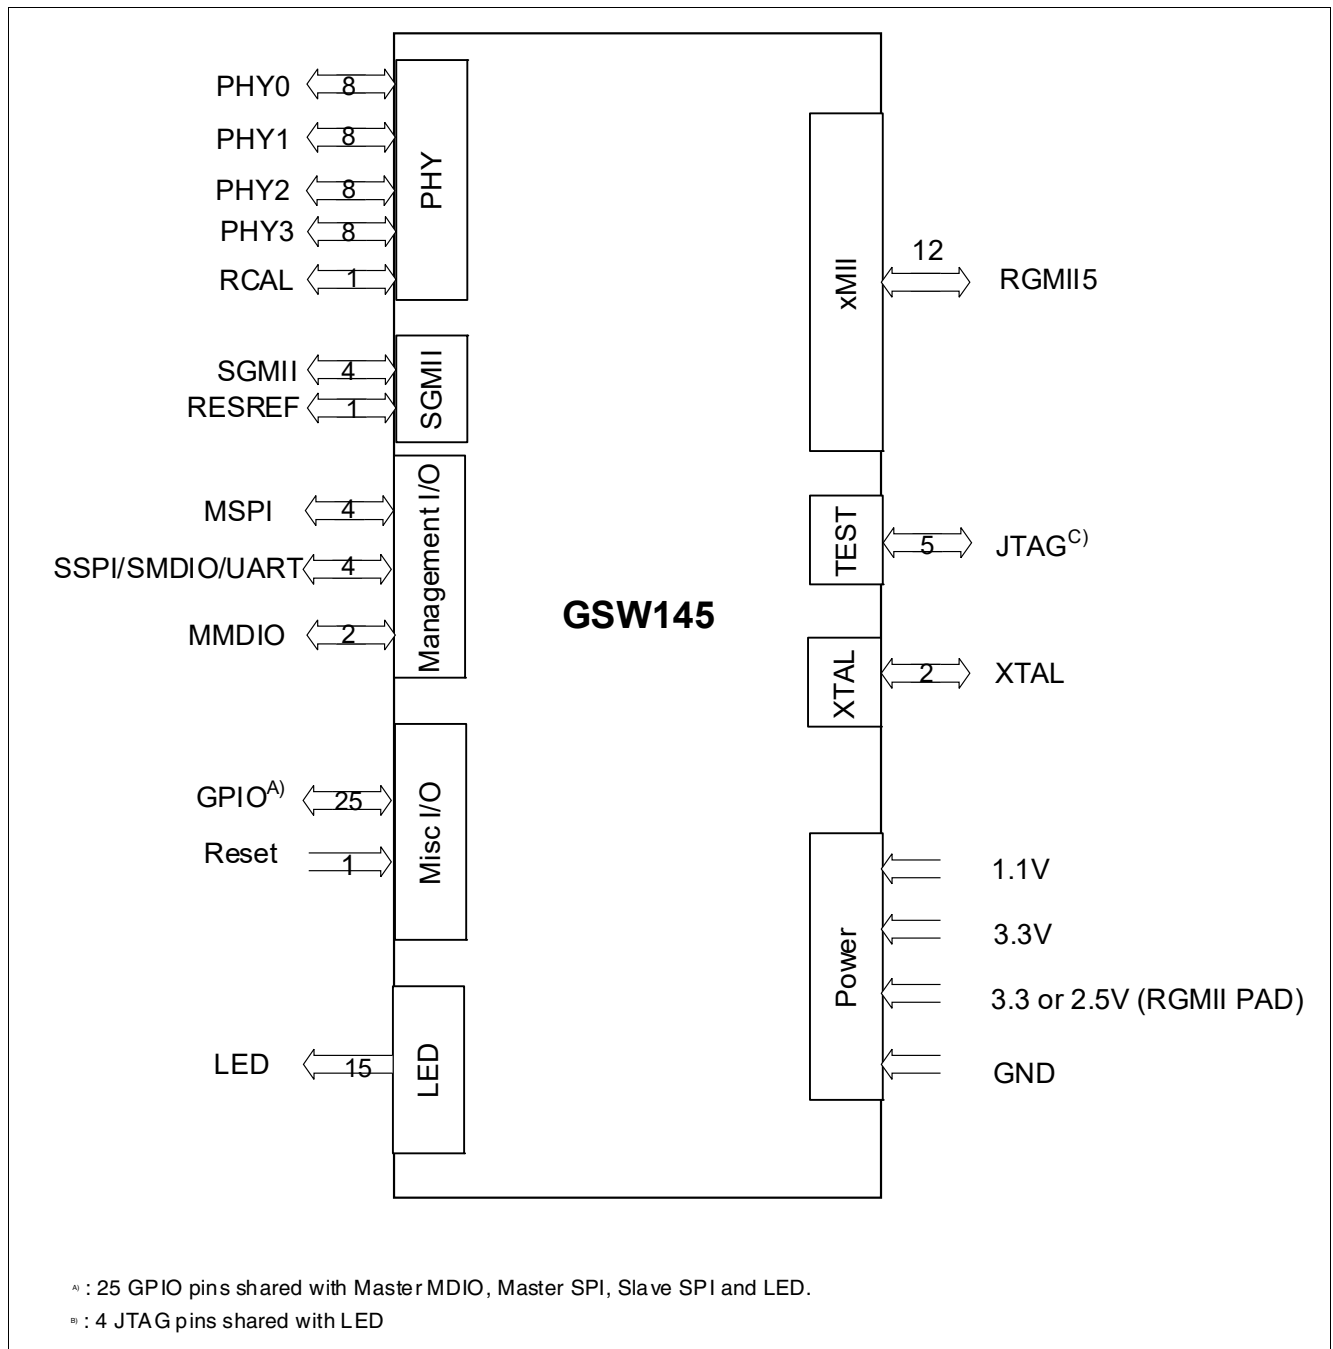 PHY0 8
PHY1 8
PHY2 8
PHY3 8
RCAL 1
PHY
SGMII 4
RESREF 1
SGMII
MSPI 4
SSPI/SMDIO/UART 4
MMDIO 2
Management I/O
GPIO A) 25
Reset 1
Misc I/O
LED 15
LED
GSW145
xMII
12
RGMII5
TEST
5 JTAG C)
XTAL
2 XTAL
Power
1.1V
3.3V
3.3 or 2.5V (RGMII PAD)
GND
A) : 25 GPIO pins shared with Master MDIO, Master SPI, Slave SPI and LED.
B) : 4 JTAG pins shared with LED